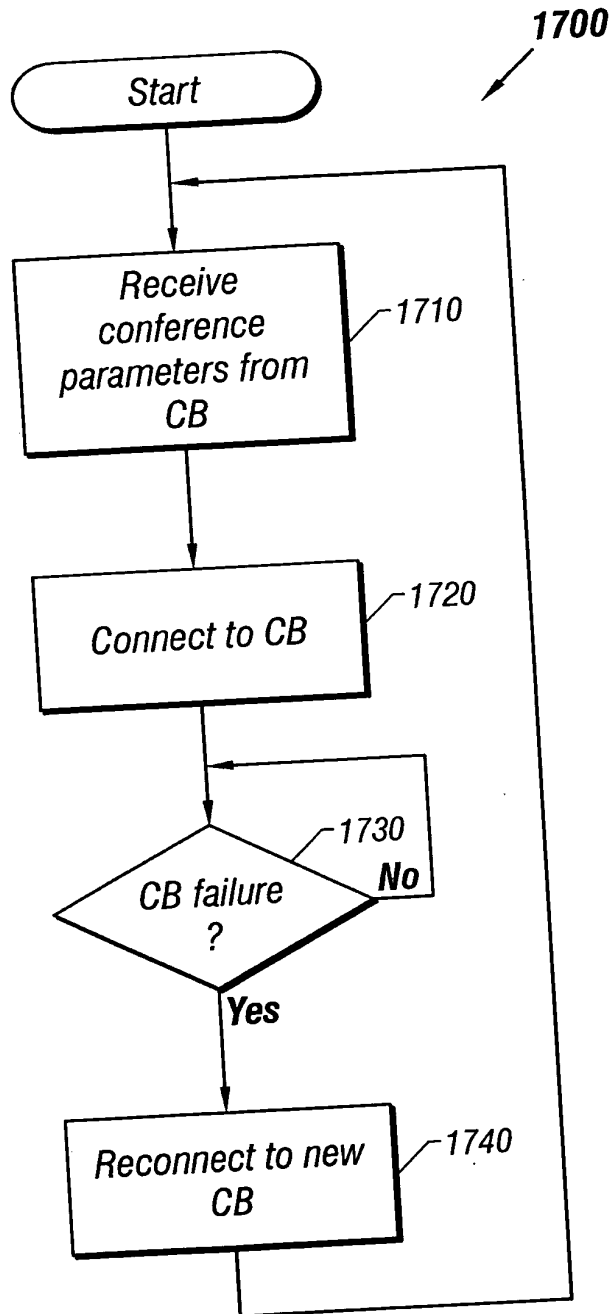 1700
Start
Receive
conference
parameters from
CB
1710
Connect to CB
1720
CB failure
?
1730
No
Yes
Reconnect to new
CB
1740